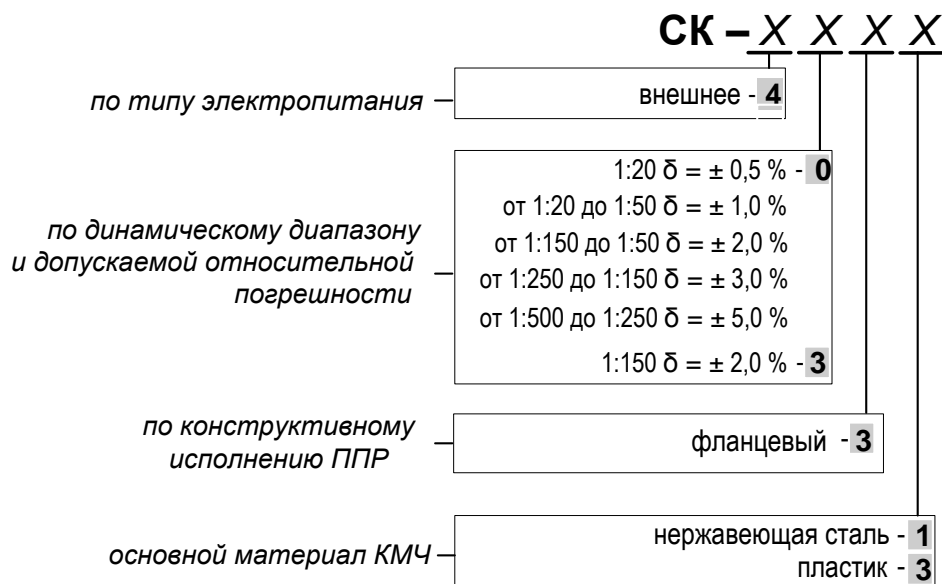 СК – X X X X
по типу электропитания
внешнее - 4
по динамическому диапазону
и допускаемой относительной
погрешности
1:20 δ = ± 0,5 % - 0
от 1:20 до 1:50 δ = ± 1,0 %
от 1:150 до 1:50 δ = ± 2,0 %
от 1:250 до 1:150 δ = ± 3,0 %
от 1:500 до 1:250 δ = ± 5,0 %
1:150 δ = ± 2,0 % - 3
по конструктивному
исполнению ППР
фланцевый - 3
основной материал КМЧ
нержавеющая сталь - 1
пластик - 3